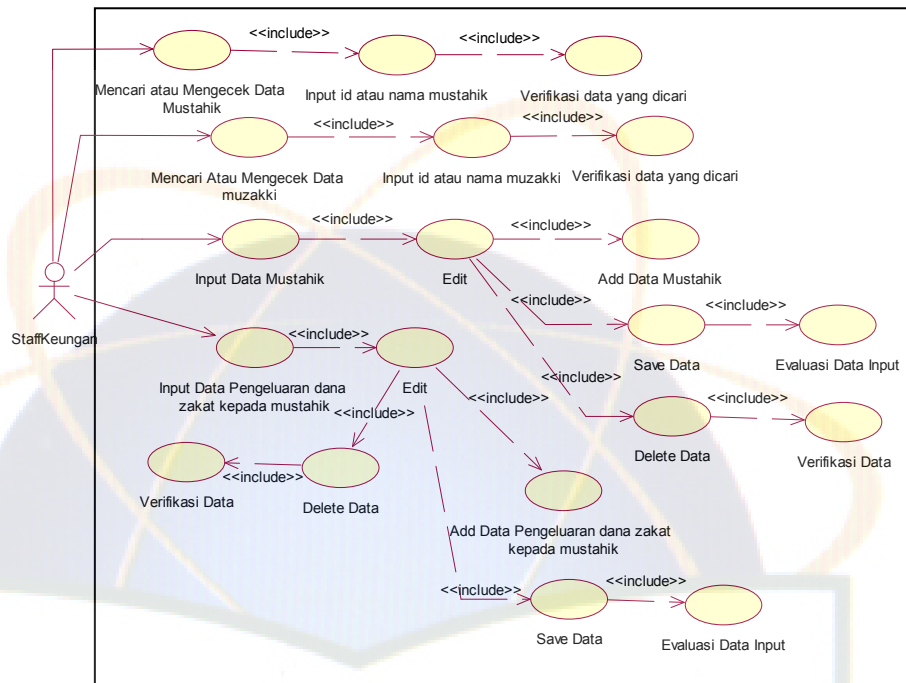 <<include>>
<<include>>
Mencari atau Mengecek Data
Mustahik
Input id atau nama mustahik
Verifikasi data yang dicari
<<include>>
<<include>>
Mencari Atau Mengecek Data
muzakki
Input id atau nama muzakki
Verifikasi data yang dicari
<<include>>
<<include>>
Input Data Mustahik
Edit
Add Data Mustahik
StaffKeungan
<<include>>
<<include>>
Save Data
Evaluasi Data Input
<<include>>
Input Data Pengeluaran dana
zakat kepada mustahik
Edit
<<include>>
<<include>>
Delete Data
Verifikasi Data
<<include>>
<<include>>
<<include>>
Verifikasi Data
Delete Data
Add Data Pengeluaran dana zakat
kepada mustahik
<<include>>
<<include>>
Save Data
Evaluasi Data Input